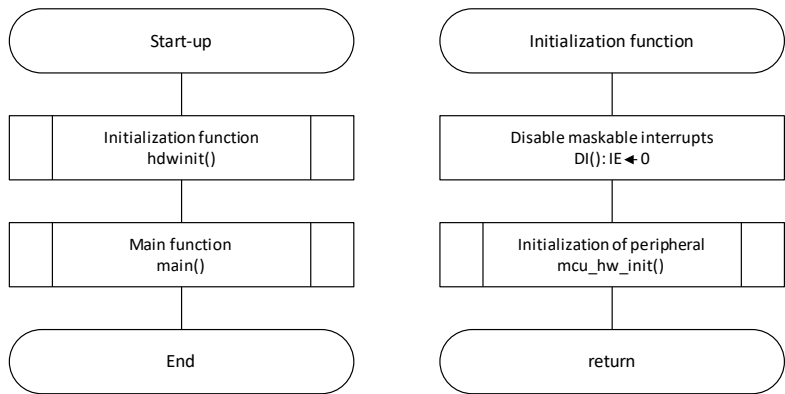 Start-up
Initialization function
hdwinit()
Main function
main()
End
Initialization function
Disable maskable interrupts
DI(): IE ← 0
Initialization of peripheral
mcu_hw_init()
return